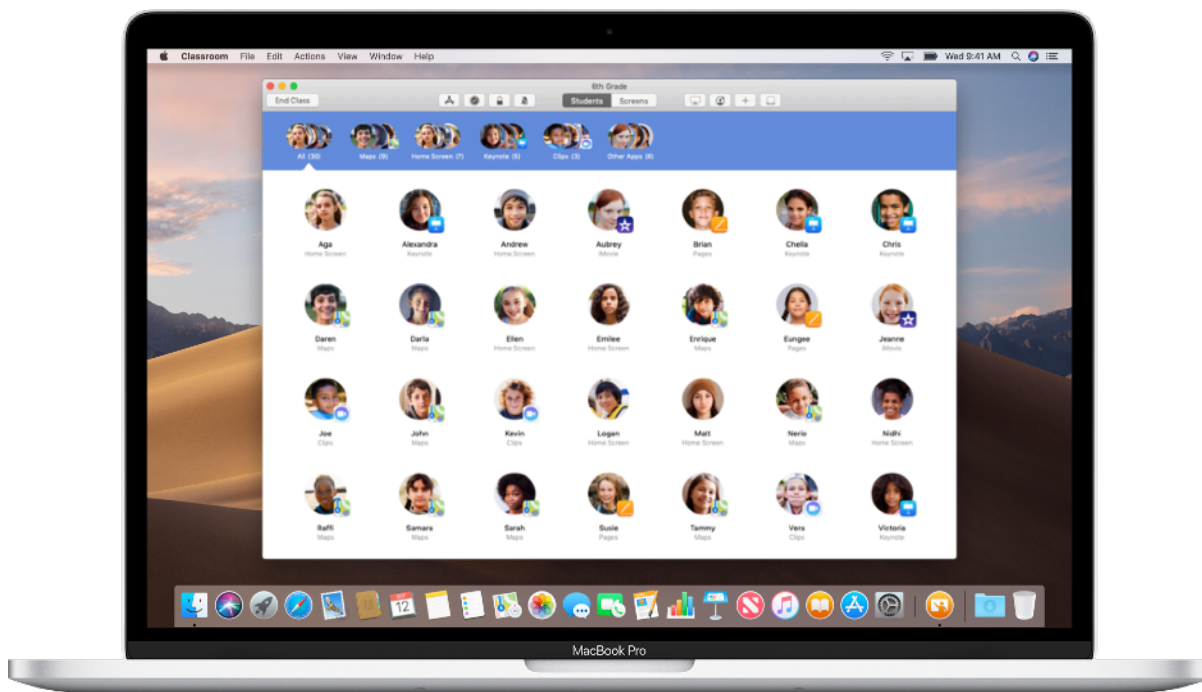 Classroom File Edit Actions View Window Help Wed 9:41 AM
6th Grade
End Class Students Screens
All (30) Maps (9) Home Screen (7) Keynote (5) Clips (3) Other Apps (6)
Aga Alexandra Andrew Aubrey Brian Chella Chris
Home Screen Keynote Home Screen iMovie Pages Keynote Keynote
Daren Darla Ellen Emilee Enrique Eungee Jeanne
Maps Maps Home Screen Home Screen Maps Pages iMovie
Joe John Kevin Logan Matt Nerio Nidhi
Clips Maps Clips Home Screen Home Screen Maps Home Screen
Raffi Samara Sarah Susie Tammy Vera Victoria
Maps Maps Maps Pages Maps Clips Keynote
12
MacBook Pro